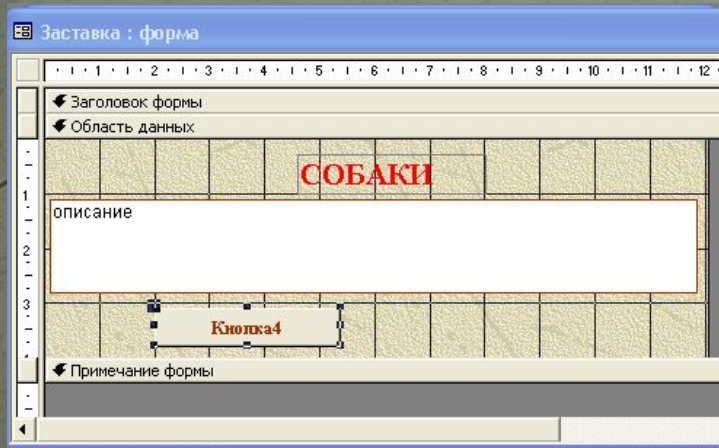 Заставка : форма
1 2 3 4 5 6 7 8 9 10 11 12
Заголовок формы
Область данных
СОБАКИ
1
описание
2
3
Кнопка4
Примечание формы